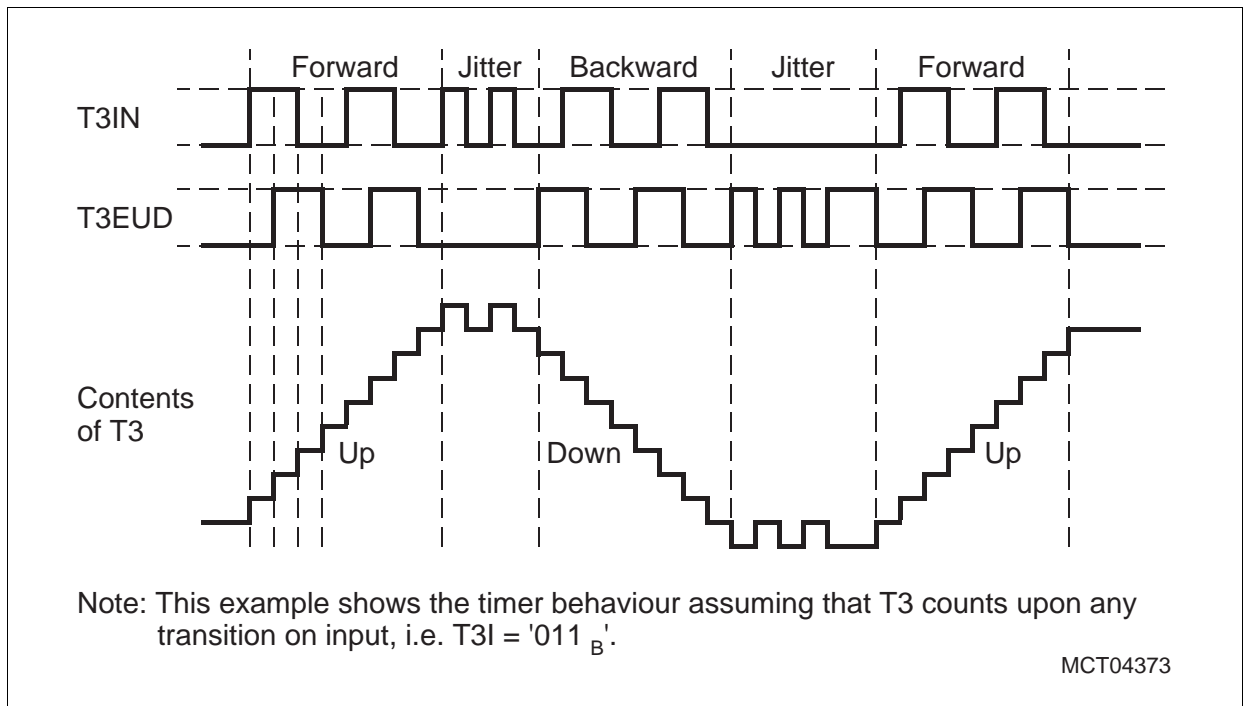 Forward Jitter Backward Jitter Forward
T3IN
T3EUD
Contents
of T3
Up Down Up
Note: This example shows the timer behaviour assuming that T3 counts upon any
transition on input, i.e. T3I = '011 B'.
MCT04373